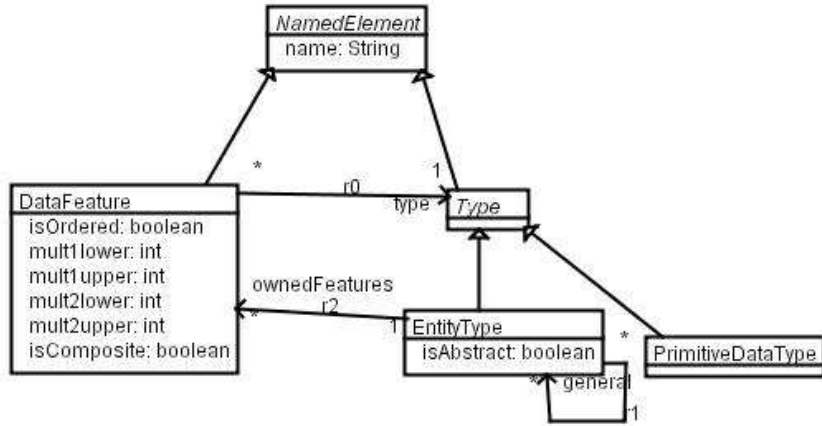 NamedElement
name: String
*
1
r0
type
Type
DataFeature
isOrdered: boolean
mult1lower: int
mult1upper: int
mult2lower: int
mult2upper: int
isComposite: boolean
ownedFeatures
r2
*
1
EntityType
isAbstract: boolean
*
PrimitiveDataType
*
general
r1